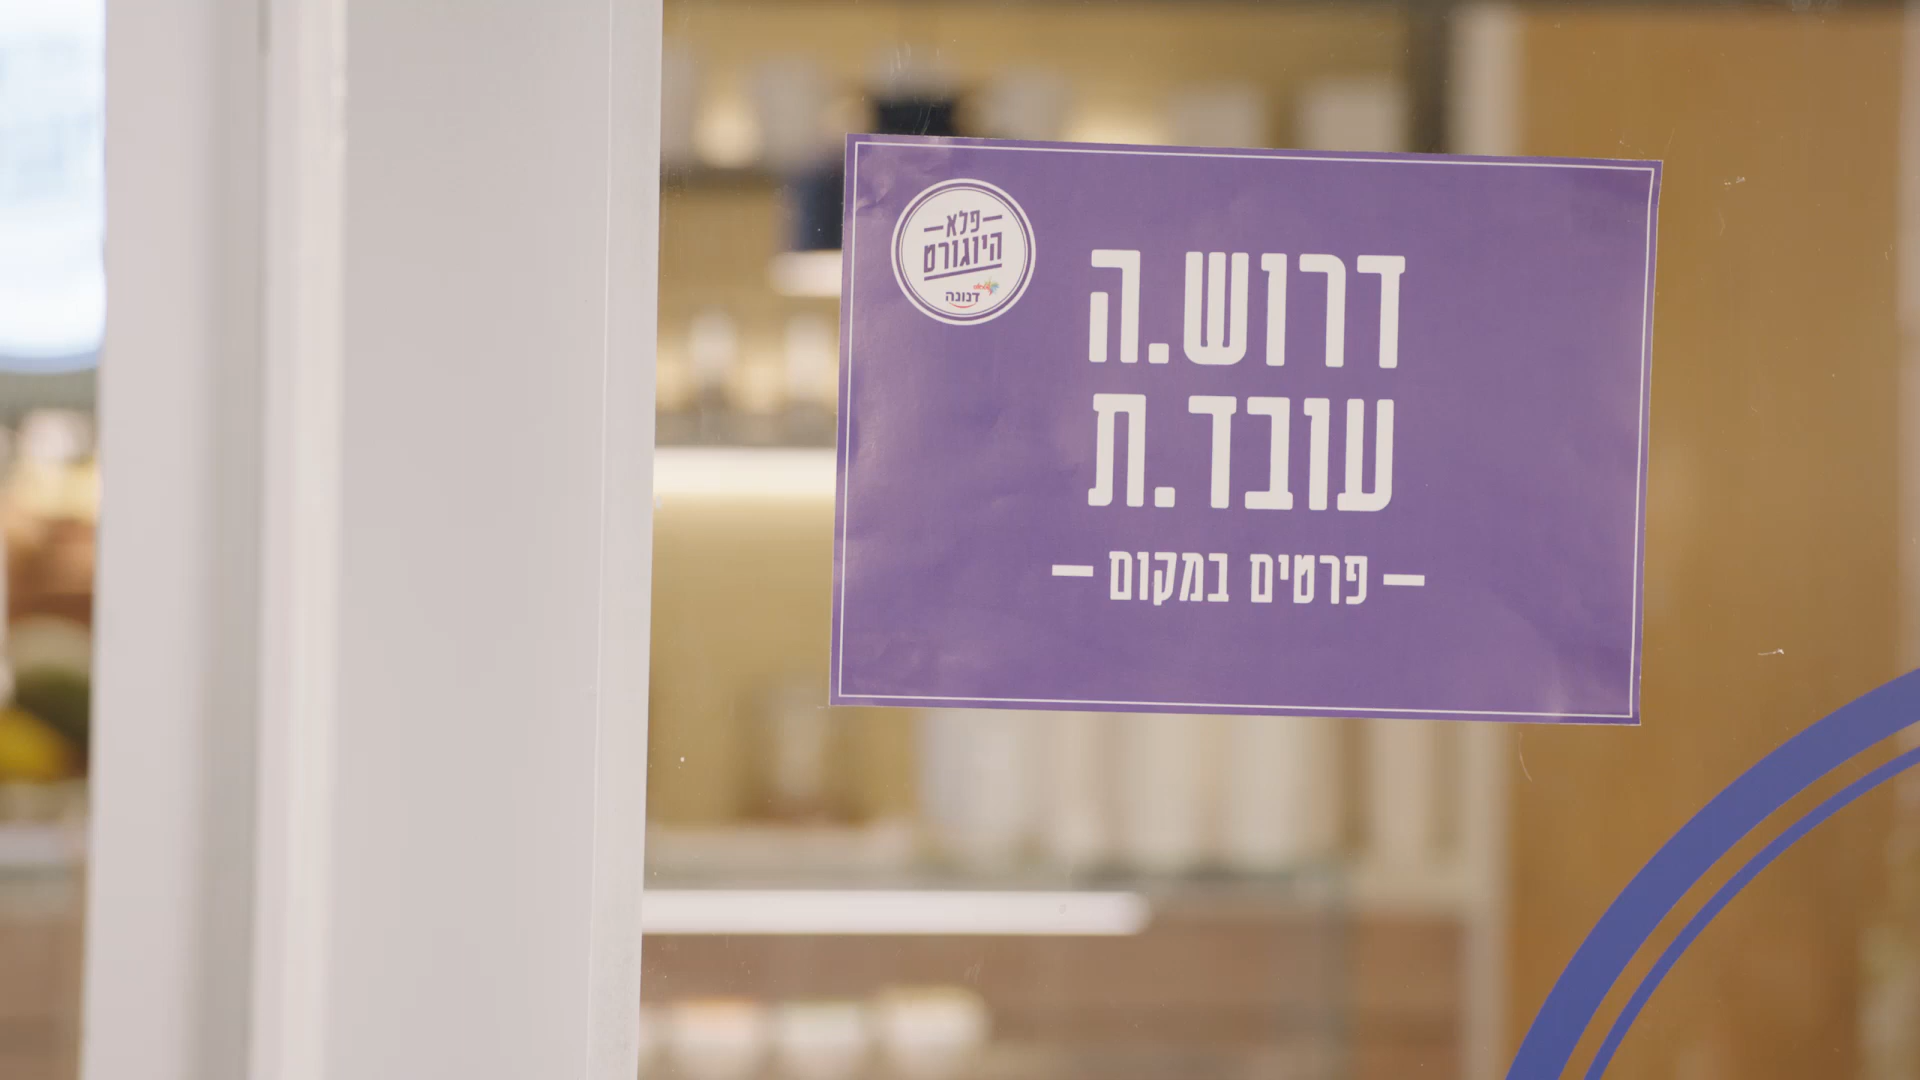 פלא
היוגורט
דנונה
דרוש.ה
עובד.ת
– פרטים במקום –